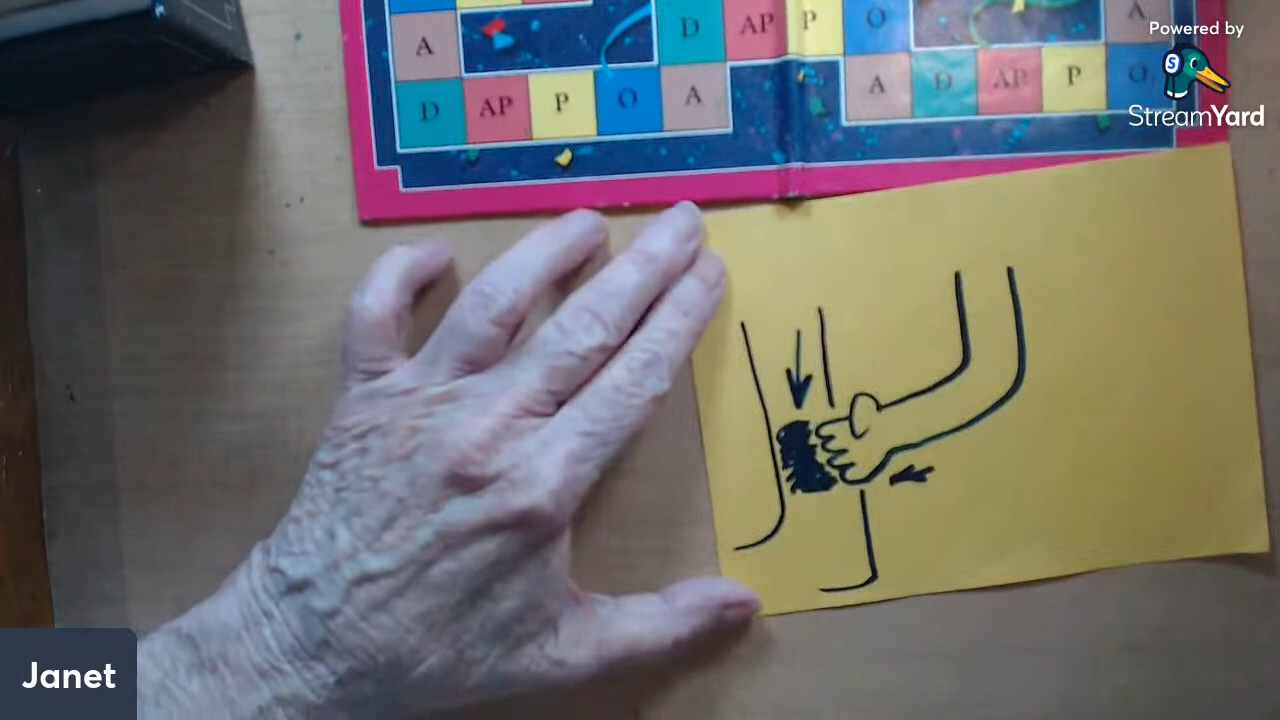 Powered by
S
StreamYard
D AP P O A
A
A D AP P O
D AP P O A
Janet